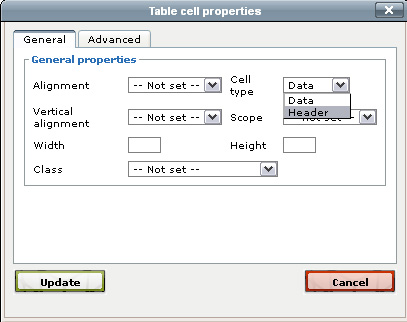 Table cell properties
General Advanced
General properties
Alignment -- Not set -- Cell type Data
Data
Header
Vertical alignment -- Not set -- Scope
Width Height
Class -- Not set --
Update Cancel